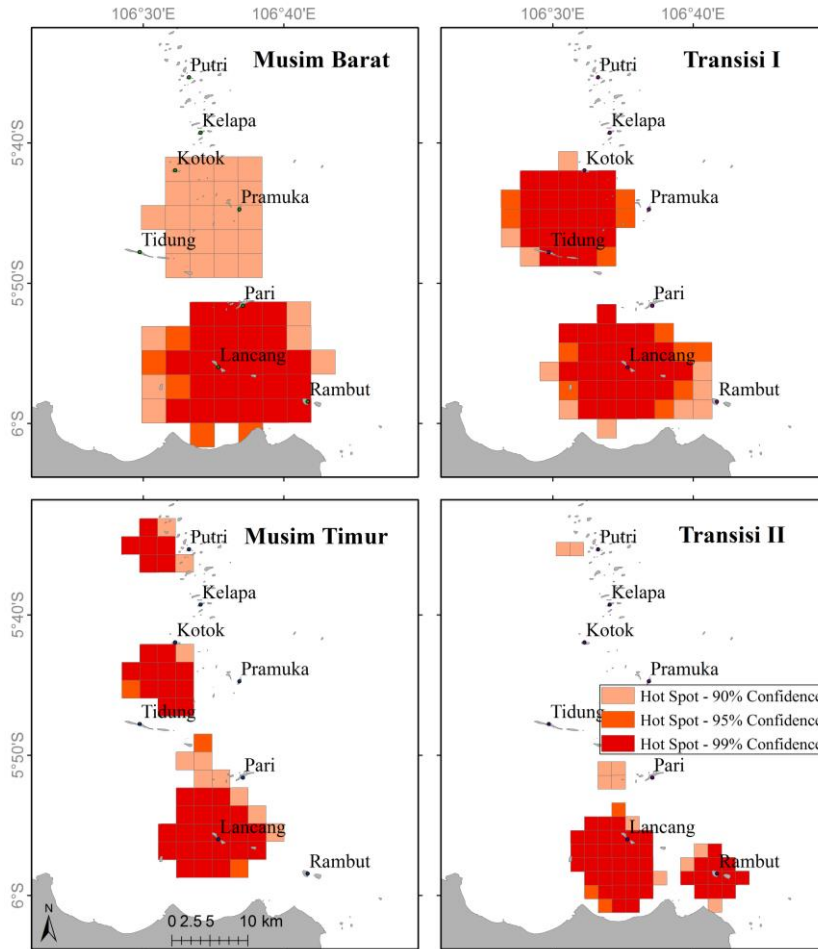 106°30'E 106°40'E 106°30'E 106°40'E
Musim Barat
Putri
Kelapa
Kotok
Pramuka
Tidung
Pari
Lancang
Rambut
5°40'S
5°50'S
6°S
Transisi I
Putri
Kelapa
Kotok
Pramuka
Tidung
Pari
Lancang
Rambut
Musim Timur
Putri
Kelapa
Kotok
Pramuka
Tidung
Pari
Lancang
Rambut
5°40'S
5°50'S
6°S
N
0 2.5 5 10 km
Transisi II
Putri
Kelapa
Kotok
Pramuka
Tidung
Hot Spot - 90% Confidence
Hot Spot - 95% Confidence
Hot Spot - 99% Confidence
Pari
Lancang
Rambut